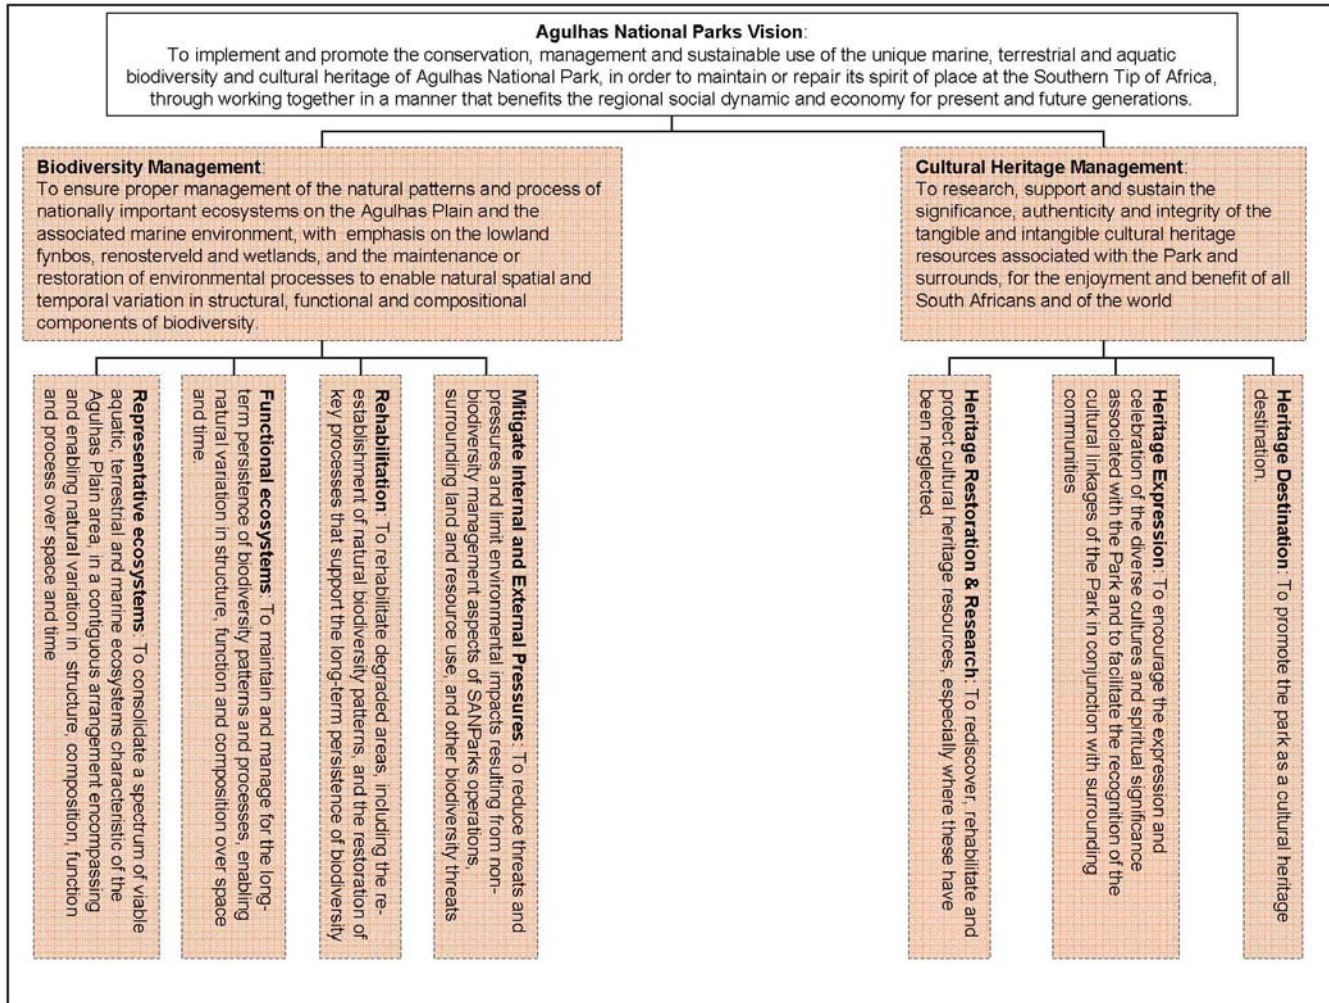 Agulhas National Parks Vision:
To implement and promote the conservation, management and sustainable use of the unique marine, terrestrial and aquatic
biodiversity and cultural heritage of Agulhas National Park, in order to maintain or repair its spirit of place at the Southern Tip of Africa,
through working together in a manner that benefits the regional social dynamic and economy for present and future generations.
Biodiversity Management:
To ensure proper management of the natural patterns and process of
nationally important ecosystems on the Agulhas Plain and the
associated marine environment, with emphasis on the lowland
fynbos, renosterveld and wetlands, and the maintenance or
restoration of environmental processes to enable natural spatial and
temporal variation in structural, functional and compositional
components of biodiversity.
Cultural Heritage Management:
To research, support and sustain the
significance, authenticity and integrity of the
tangible and intangible cultural heritage
resources associated with the Park and
surrounds, for the enjoyment and benefit of all
South Africans and of the world
Representative ecosystems: To consolidate a spectrum of viable
aquatic, terrestrial and marine ecosystems characteristic of the
Agulhas Plain area, in a contiguous arrangement encompassing
and enabling natural variation in structure, composition, function
and process over space and time
Functional ecosystems: To maintain and manage for the long-
term persistence of biodiversity patterns and processes, enabling
natural variation in structure, function and composition over space
and time.
Rehabilitation: To rehabilitate degraded areas, including the re-
establishment of natural biodiversity patterns, and the restoration of
key processes that support the long-term persistence of biodiversity
Mitigate Internal and External Pressures: To reduce threats and
pressures and limit environmental impacts resulting from non-
biodiversity management aspects of SANParks operations,
surrounding land and resource use, and other biodiversity threats
Heritage Restoration & Research: To rediscover, rehabilitate and
protect cultural heritage resources, especially where these have
been neglected.
Heritage Expression: To encourage the expression and
celebration of the diverse cultures and spiritual significance
associated with the Park and to facilitate the recognition of the
cultural linkages of the Park in conjunction with surrounding
communities
Heritage Destination: To promote the park as a cultural heritage
destination.